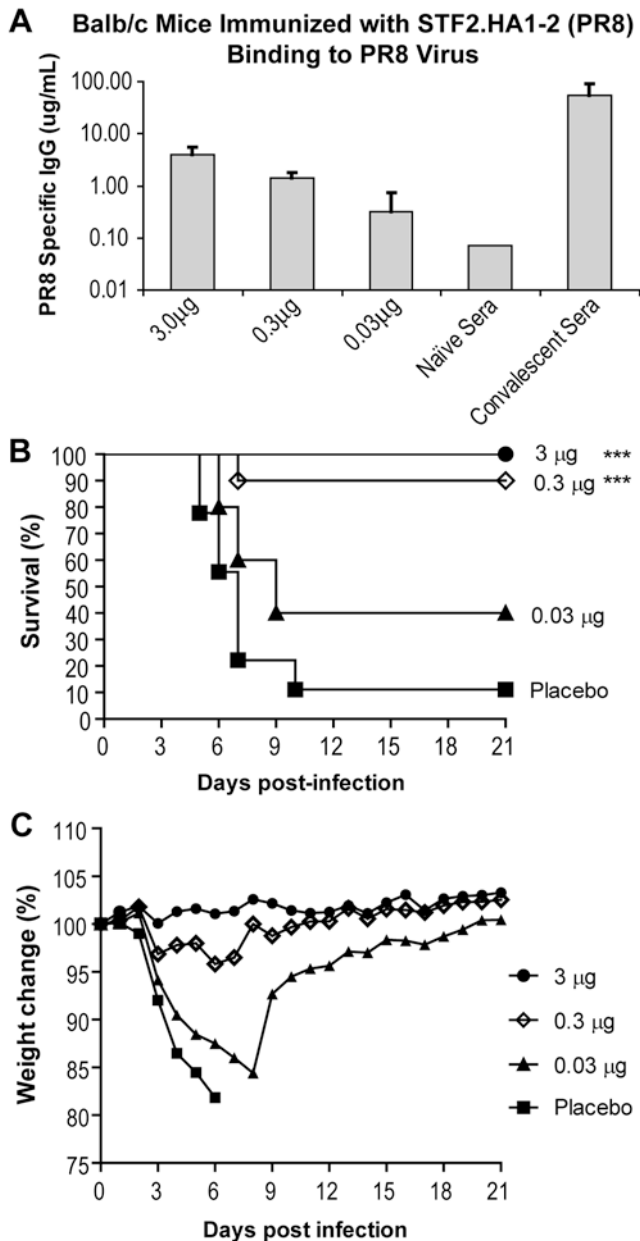 A
Balb/c Mice Immunized with STF2.HA1-2 (PR8)
Binding to PR8 Virus
PR8 Specific IgG (ug/mL)
100.00
10.00
1.00
0.10
0.01
3.0µg
0.3µg
0.03µg
Naïve Sera
Convalescent Sera
B
Survival (%)
100
90
80
70
60
50
40
30
20
10
0
0 3 6 9 12 15 18 21
Days post-infection
3 µg ***
0.3 µg ***
0.03 µg
Placebo
C
Weight change (%)
110
105
100
95
90
85
80
75
0 3 6 9 12 15 18 21
Days post infection
3 µg
0.3 µg
0.03 µg
Placebo